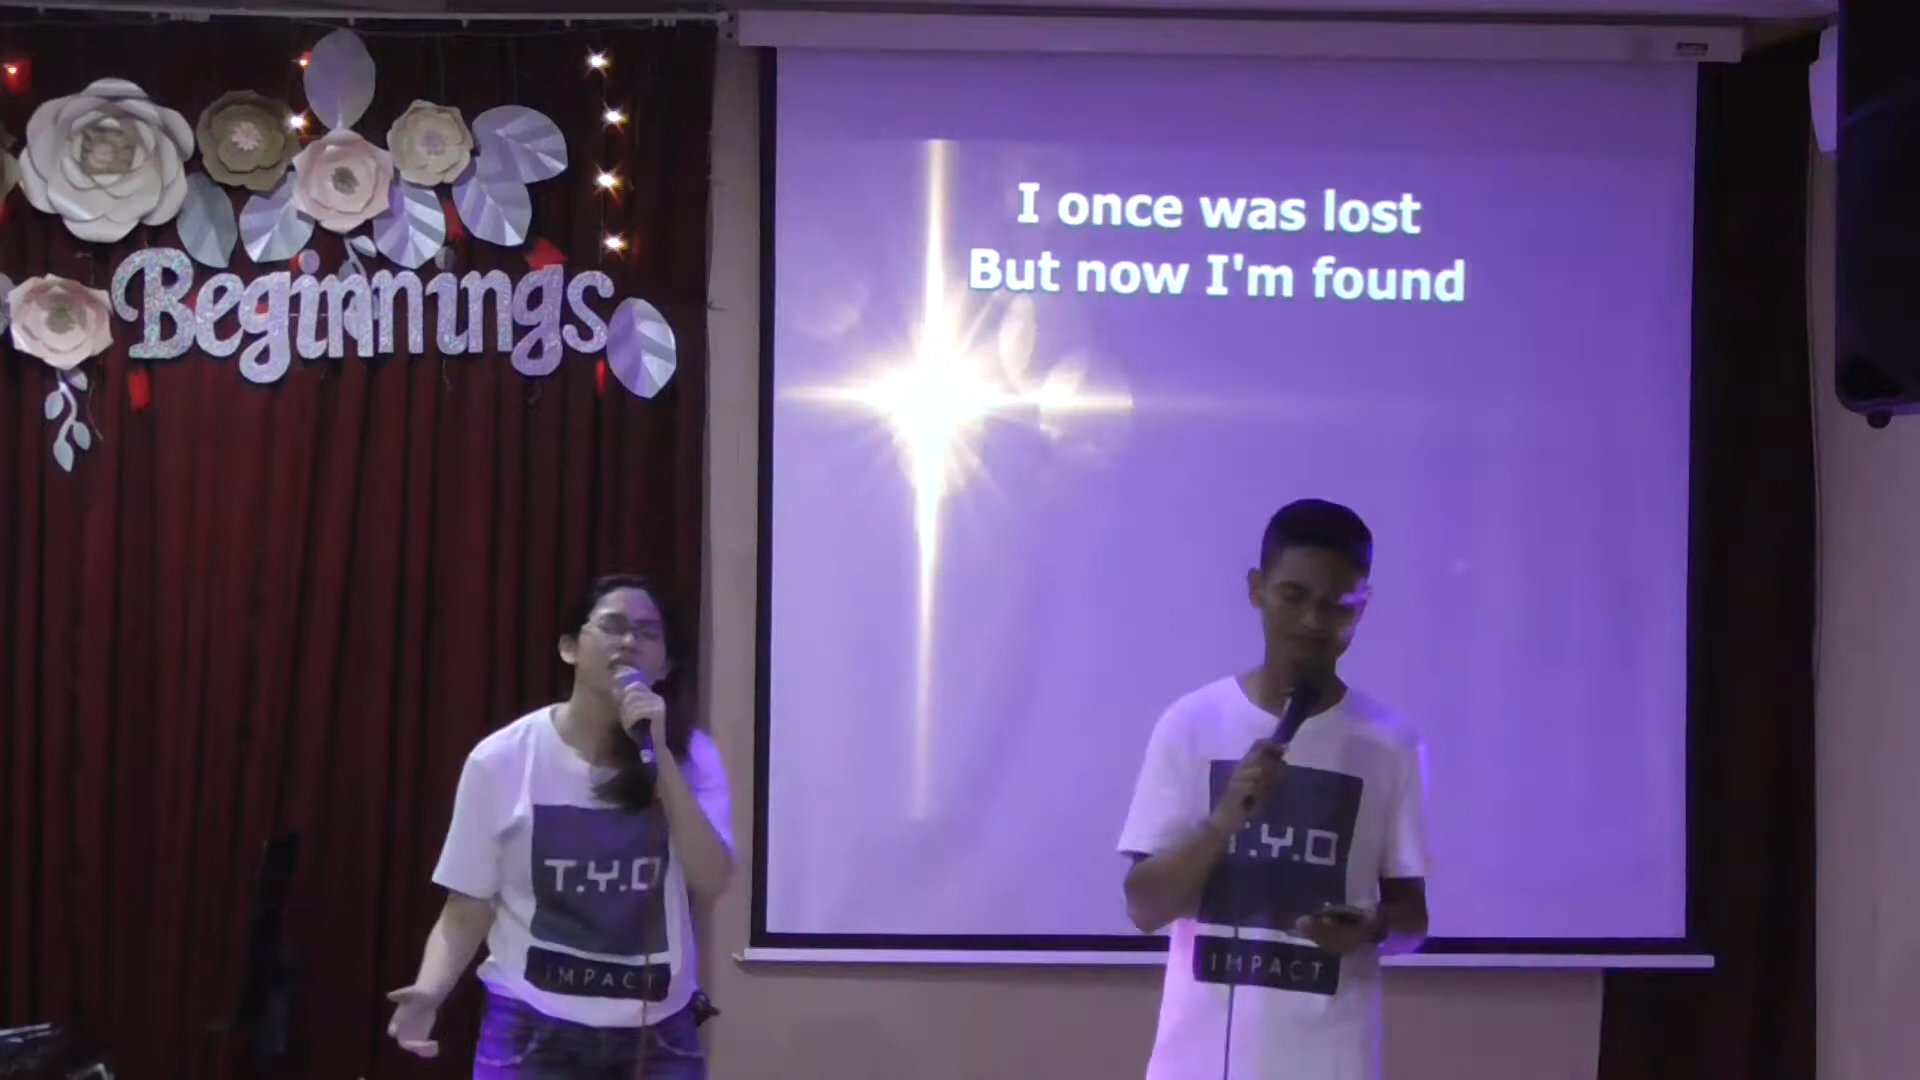 Beginnings
I once was lost
But now I'm found
T.Y.O
IMPACT
T.Y.O
IMPACT